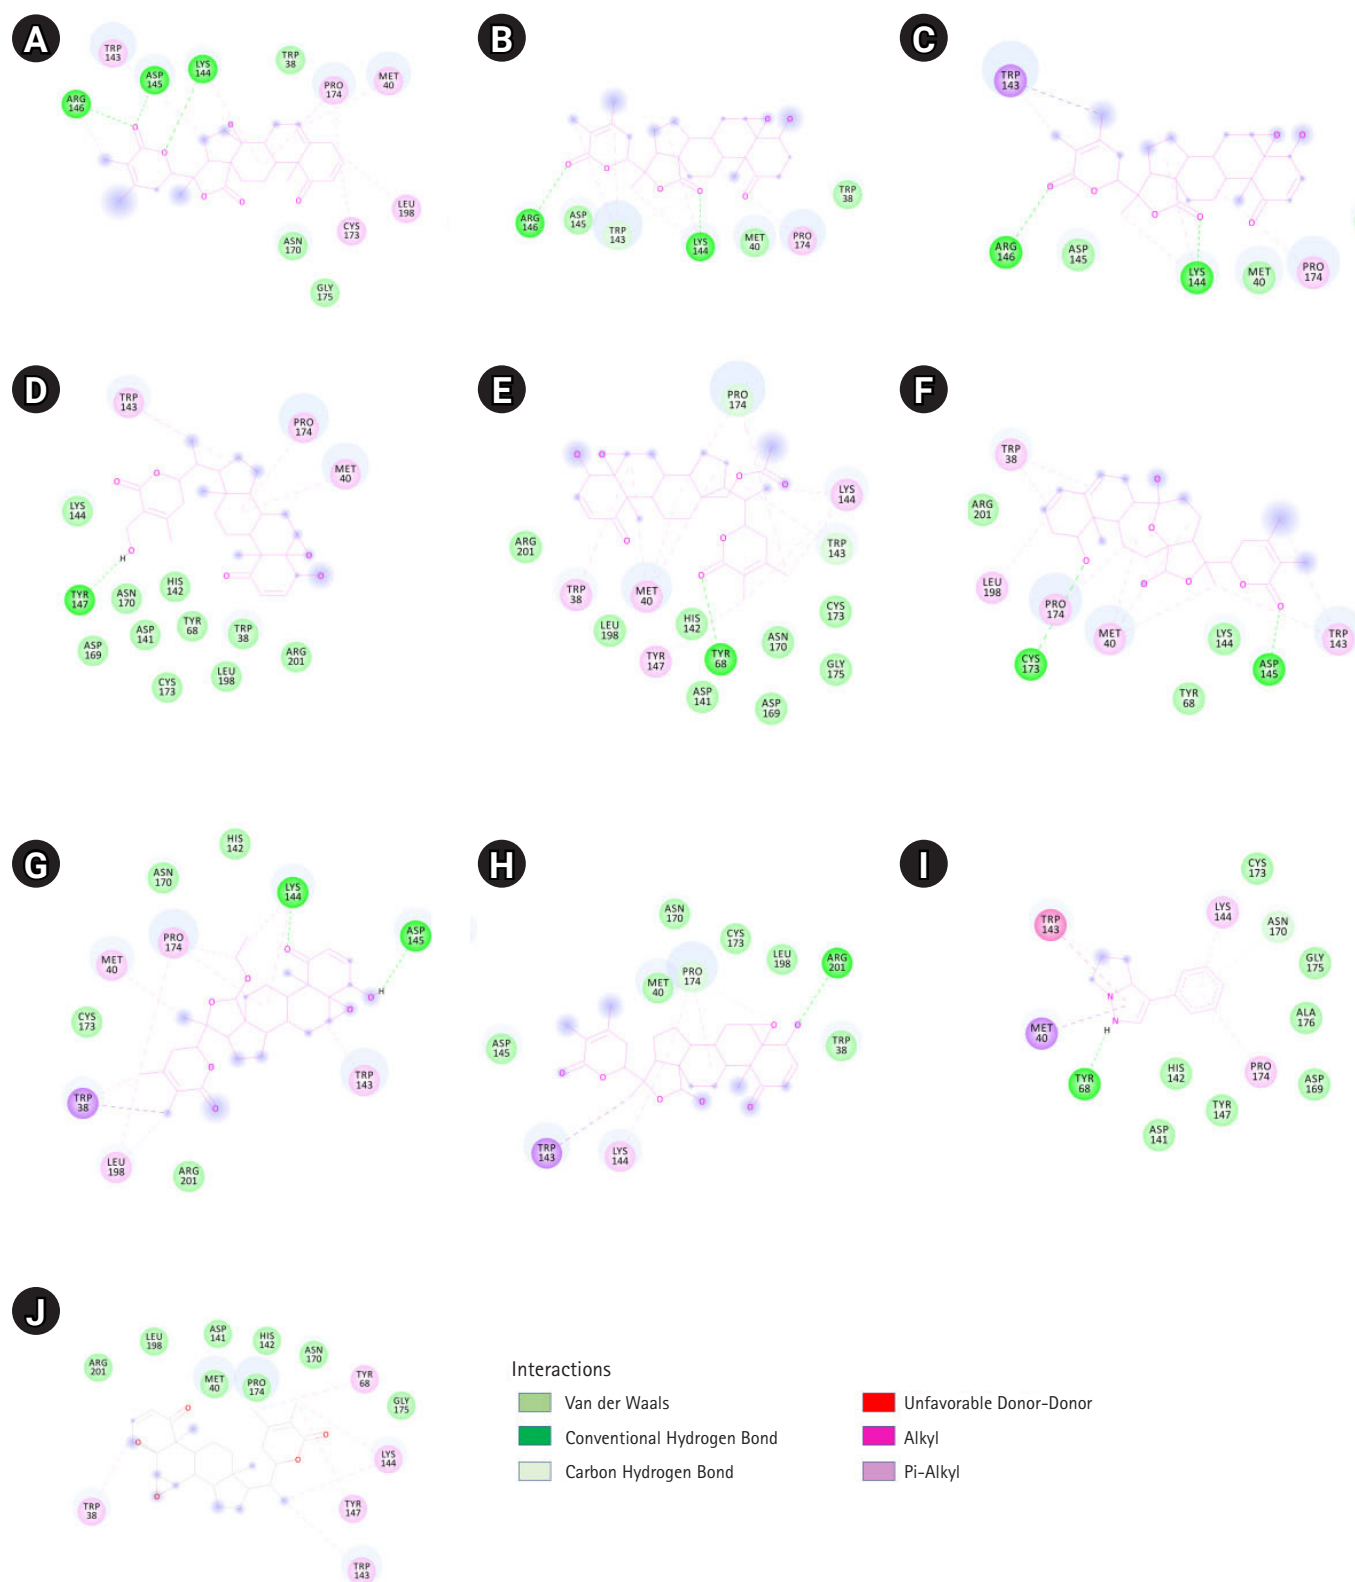 A
TRP
143
ASP
145
LYS
144
TRP
38
PRO
174
MET
40
ARG
146
O
O
O
O
O
O
LEU
198
CYS
173
ASN
170
GLY
175
B
O
O
O
O
O
O
O
ARG
146
ASP
145
TRP
143
LYS
144
MET
40
PRO
174
TRP
38
C
TRP
143
O
O
O
O
O
O
O
ARG
146
ASP
145
LYS
144
MET
40
PRO
174
D
TRP
143
PRO
174
MET
40
O
O
O
H
O
O
O
LYS
144
TYR
147
ASN
170
HIS
142
ASP
169
ASP
141
TYR
68
TRP
38
ARG
201
CYS
173
LEU
198
E
PRO
174
O
O
O
O
O
O
O
LYS
144
ARG
201
TRP
143
TRP
38
MET
40
LEU
198
HIS
142
CYS
173
TYR
147
TYR
68
ASN
170
GLY
175
ASP
141
ASP
169
F
TRP
38
ARG
201
O
O
O
O
O
O
O
LEU
198
PRO
174
MET
40
LYS
144
TRP
143
CYS
173
ASP
145
TYR
68
G
HIS
142
ASN
170
LYS
144
PRO
174
ASP
145
MET
40
O
O
O
H
O
O
O
O
CYS
173
TRP
143
TRP
38
LEU
198
ARG
201
H
ASN
170
CYS
173
LEU
198
ARG
201
MET
40
PRO
174
ASP
145
TRP
38
O
O
O
O
O
O
O
TRP
143
LYS
144
I
CYS
173
TRP
143
LYS
144
ASN
170
GLY
175
N
N
H
MET
40
ALA
176
TYR
68
HIS
142
PRO
174
ASP
169
TYR
147
ASP
141
J
LEU
198
ASP
141
HIS
142
ASN
170
ARG
201
MET
40
PRO
174
TYR
68
GLY
175
O
O
O
O
O
LYS
144
TRP
38
TYR
147
TRP
143
Interactions
Van der Waals
Conventional Hydrogen Bond
Carbon Hydrogen Bond
Unfavorable Donor-Donor
Alkyl
Pi-Alkyl